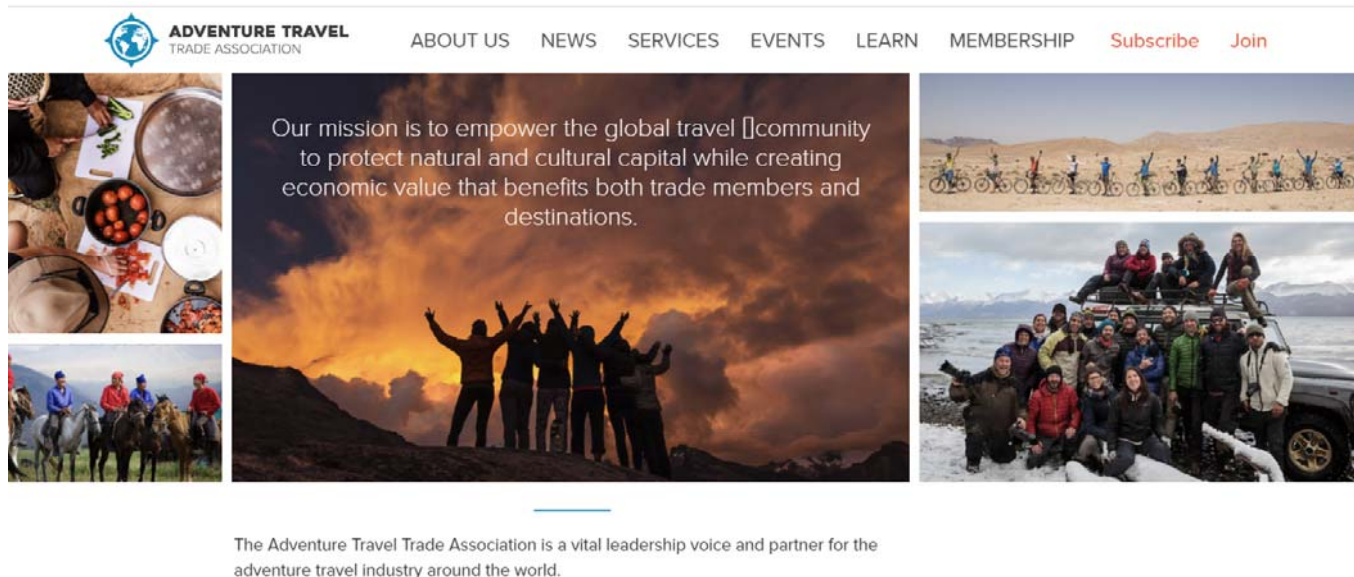 ADVENTURE TRAVEL
TRADE ASSOCIATION
ABOUT US NEWS SERVICES EVENTS LEARN MEMBERSHIP Subscribe Join
Our mission is to empower the global travel []community
to protect natural and cultural capital while creating
economic value that benefits both trade members and
destinations.
The Adventure Travel Trade Association is a vital leadership voice and partner for the
adventure travel industry around the world.